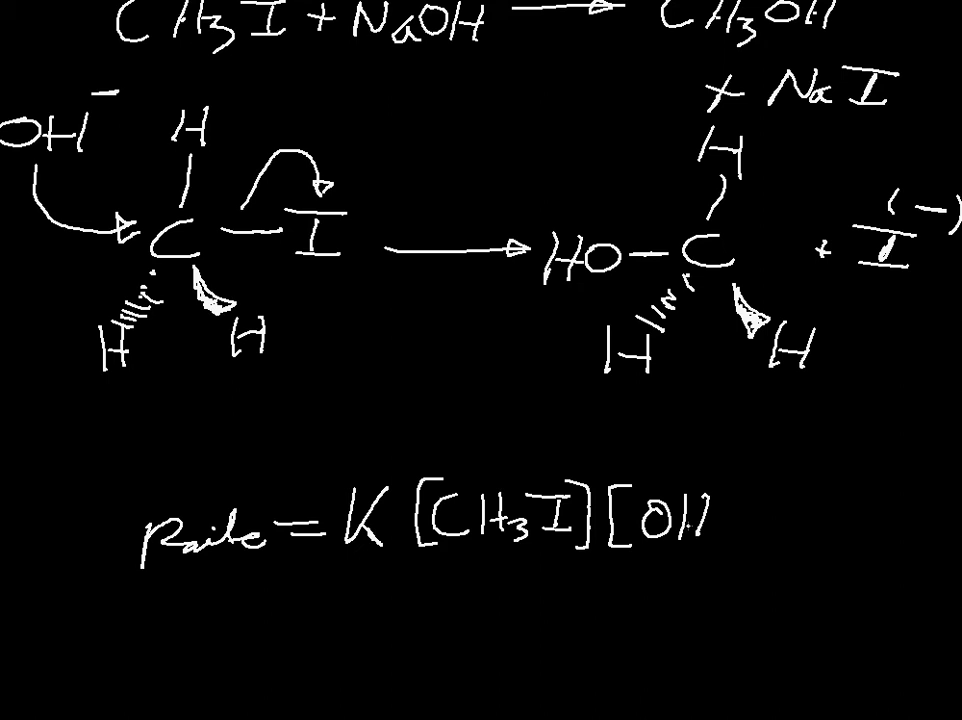 CH3I + NaOH → CH3OH
+ NaI
OH⁻ H H
C — I → HO — C + I(−)
H H H H
Rate = K [CH3I][OH